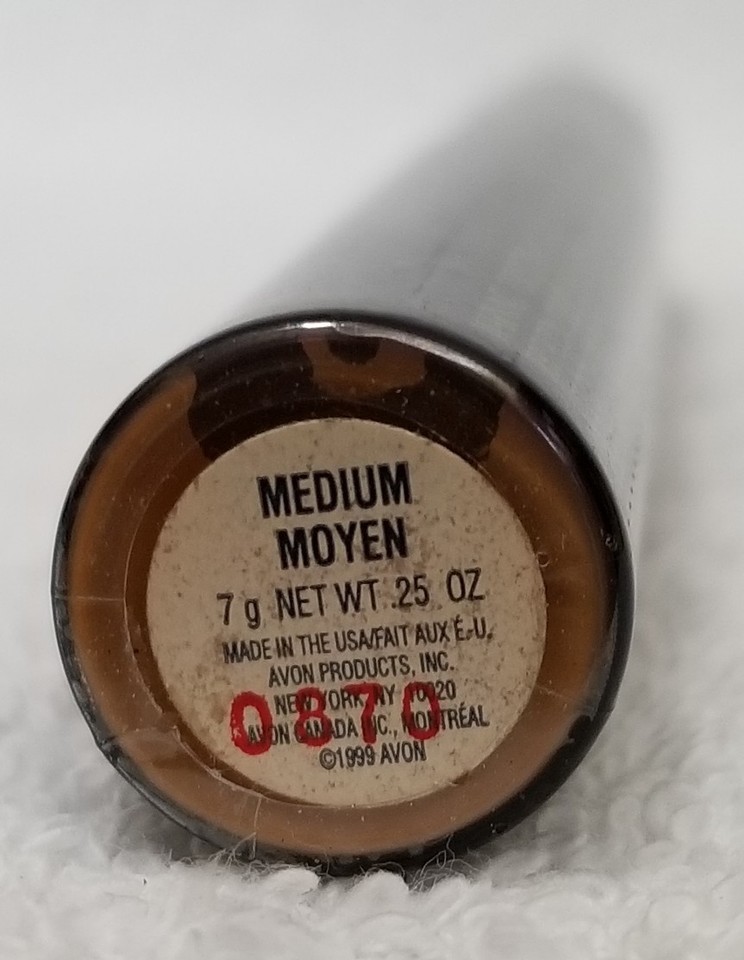 MEDIUM
MOYEN
7 g NET WT .25 OZ
MADE IN THE USA/FAIT AUX É.-U.
AVON PRODUCTS, INC.
NEW YORK, NY 10020
AVON CANADA INC., MONTRÉAL
0870
©1999 AVON